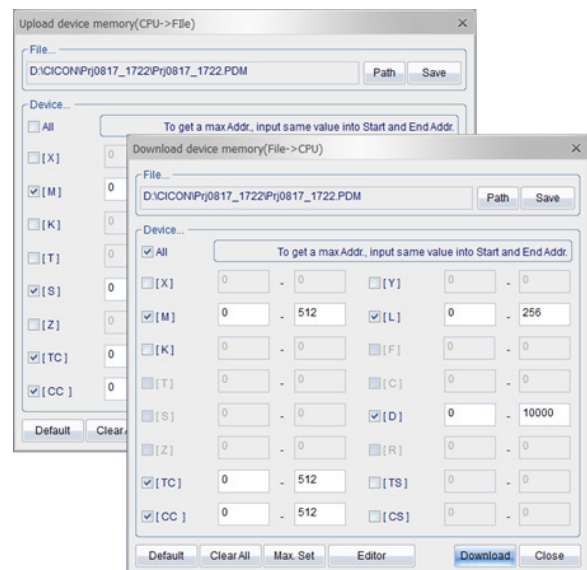 Upload device memory(CPU->File)
File...
D:\CICON\Prj0817_1722\Prj0817_1722.PDM
Path
Save
Device...
All
To get a max Addr., input same value into Start and End Addr.
[X]
0
[M]
0
[K]
0
[T]
0
[S]
0
[Z]
0
[TC]
0
[CC ]
0
Default
Download device memory(File->CPU)
File...
D:\CICON\Prj0817_1722\Prj0817_1722.PDM
Path
Save
Device...
All
To get a max Addr., input same value into Start and End Addr.
[X] 0 - 0 [Y] 0 - 0
[M] 0 - 512 [L] 0 - 256
[K] 0 - 0 [F] 0 - 0
[T] 0 - 0 [C] 0 - 0
[S] 0 - 0 [D] 0 - 10000
[Z] 0 - 0 [R] 0 - 0
[TC] 0 - 512 [TS] 0 - 0
[CC ] 0 - 512 [CS] 0 - 0
Default Clear All Max. Set Editor Download Close